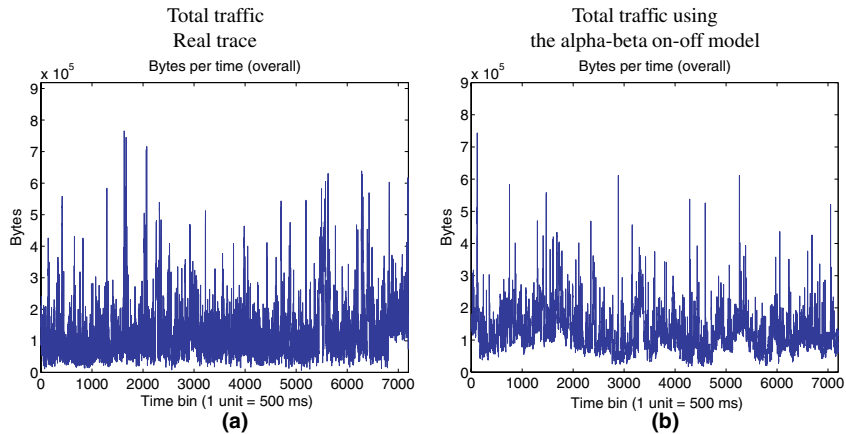 Total traffic
Real trace
Bytes per time (overall)
x 10^5
9
8
7
6
5
4
3
2
1
0
Bytes
0 1000 2000 3000 4000 5000 6000 7000
Time bin (1 unit = 500 ms)
(a)
Total traffic using
the alpha-beta on-off model
Bytes per time (overall)
x 10^5
9
8
7
6
5
4
3
2
1
0
Bytes
0 1000 2000 3000 4000 5000 6000 7000
Time bin (1 unit = 500 ms)
(b)